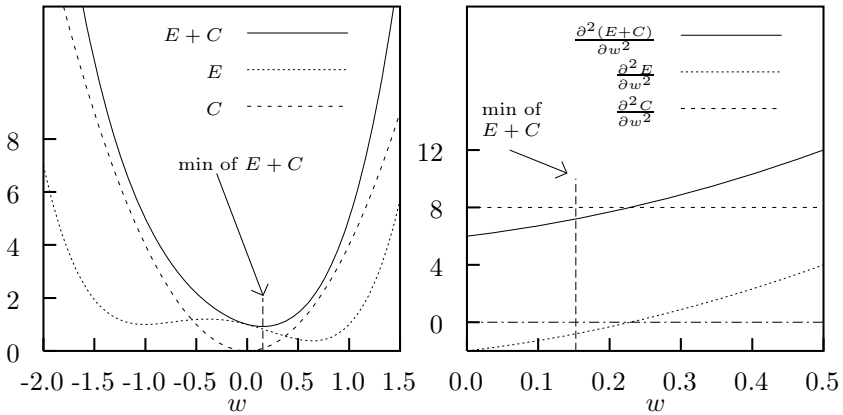 E + C
E
C
min of E + C
8
6
4
2
0
-2.0 -1.5 -1.0 -0.5 0.0 0.5 1.0 1.5
w
∂²(E+C)/∂w²
∂²E/∂w²
∂²C/∂w²
min of
E + C
12
8
4
0
0.0 0.1 0.2 0.3 0.4 0.5
w